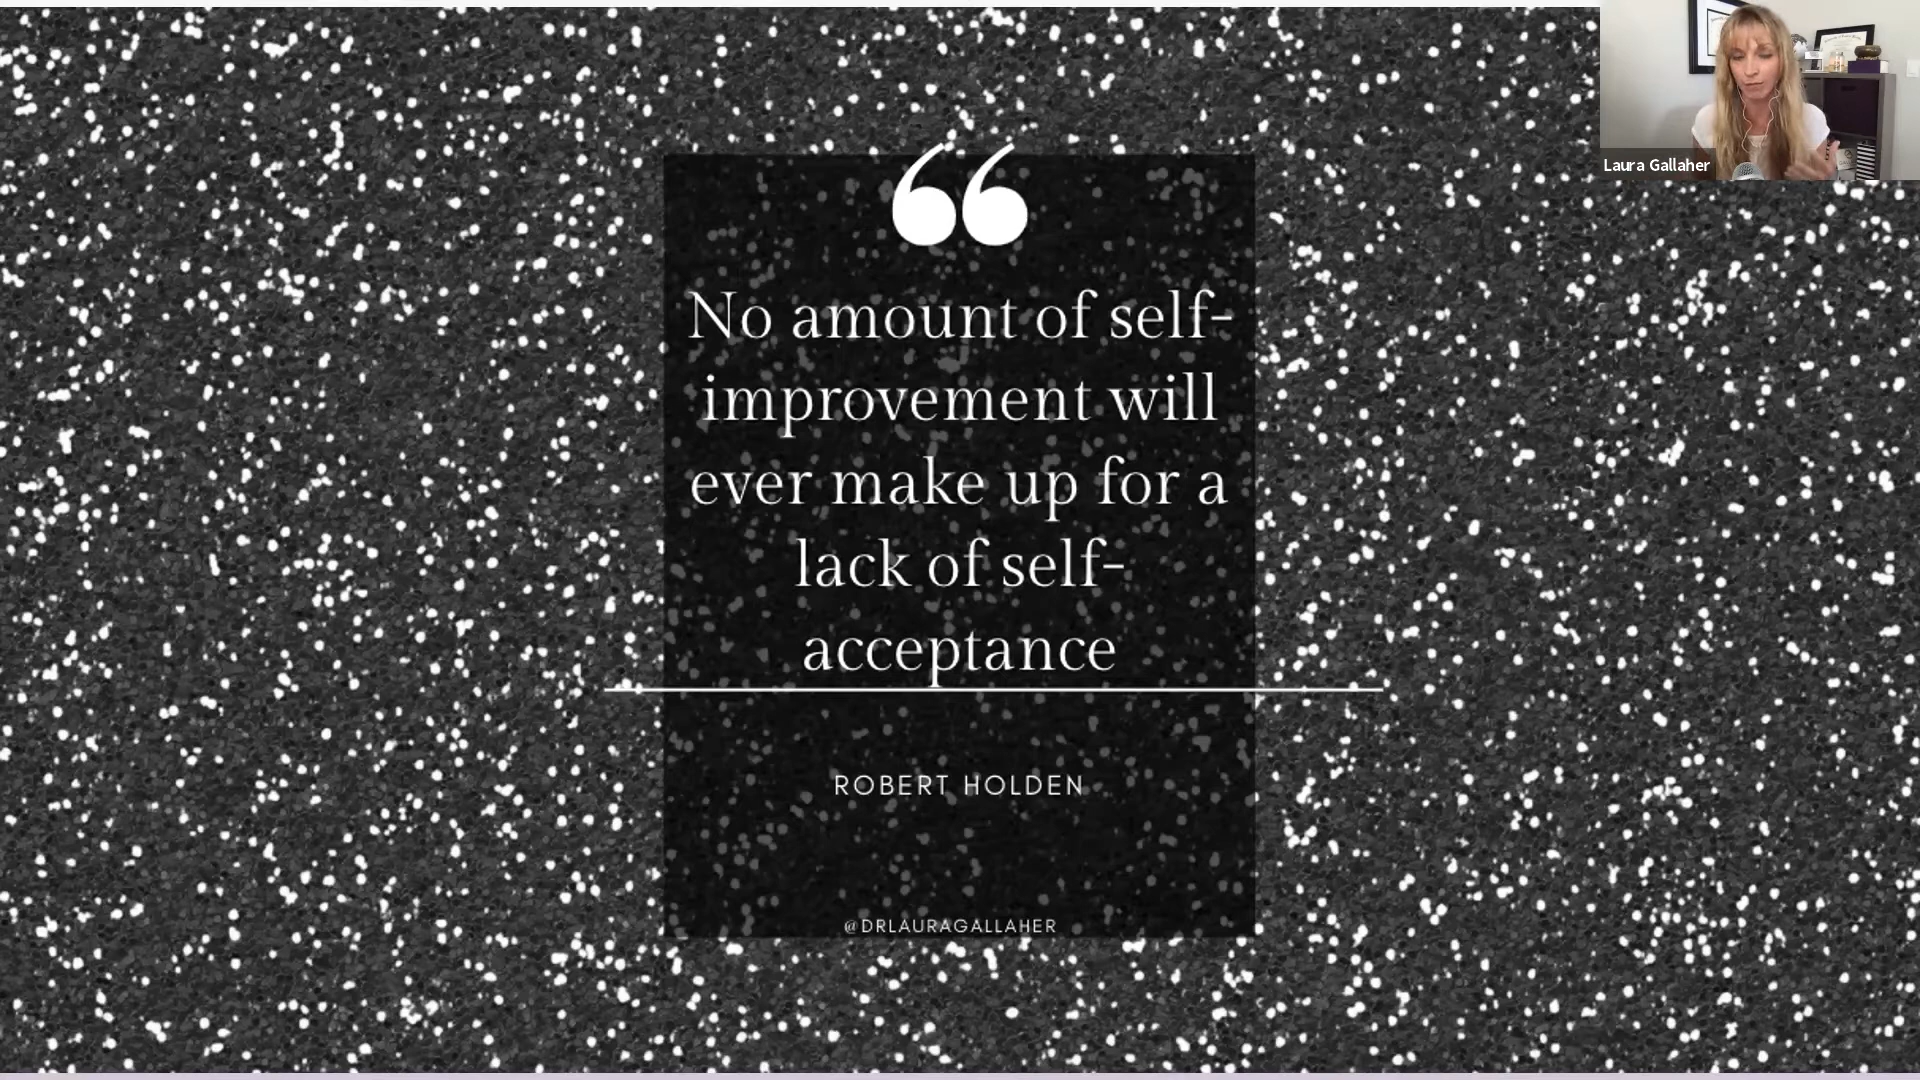 Laura Gallaher
“
No amount of self-
improvement will
ever make up for a
lack of self-
acceptance
ROBERT HOLDEN
@DRLAURAGALLAHER